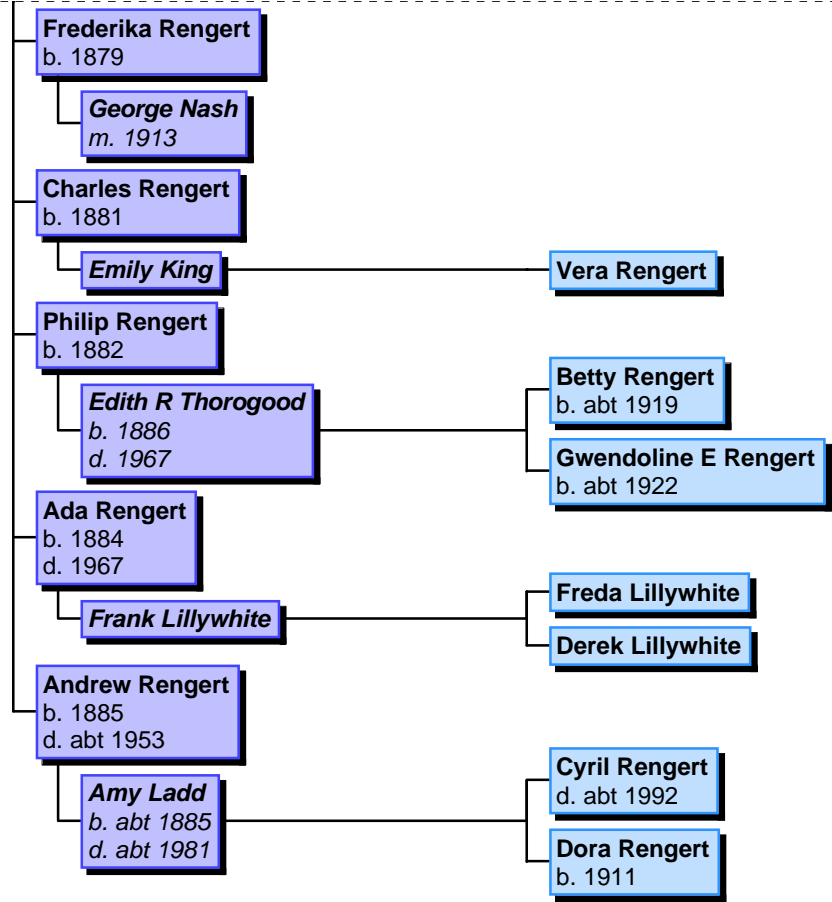 Frederika Rengert
b. 1879
George Nash
m. 1913
Charles Rengert
b. 1881
Emily King
Vera Rengert
Philip Rengert
b. 1882
Edith R Thorogood
b. 1886
d. 1967
Betty Rengert
b. abt 1919
Gwendoline E Rengert
b. abt 1922
Ada Rengert
b. 1884
d. 1967
Frank Lillywhite
Freda Lillywhite
Derek Lillywhite
Andrew Rengert
b. 1885
d. abt 1953
Amy Ladd
b. abt 1885
d. abt 1981
Cyril Rengert
d. abt 1992
Dora Rengert
b. 1911